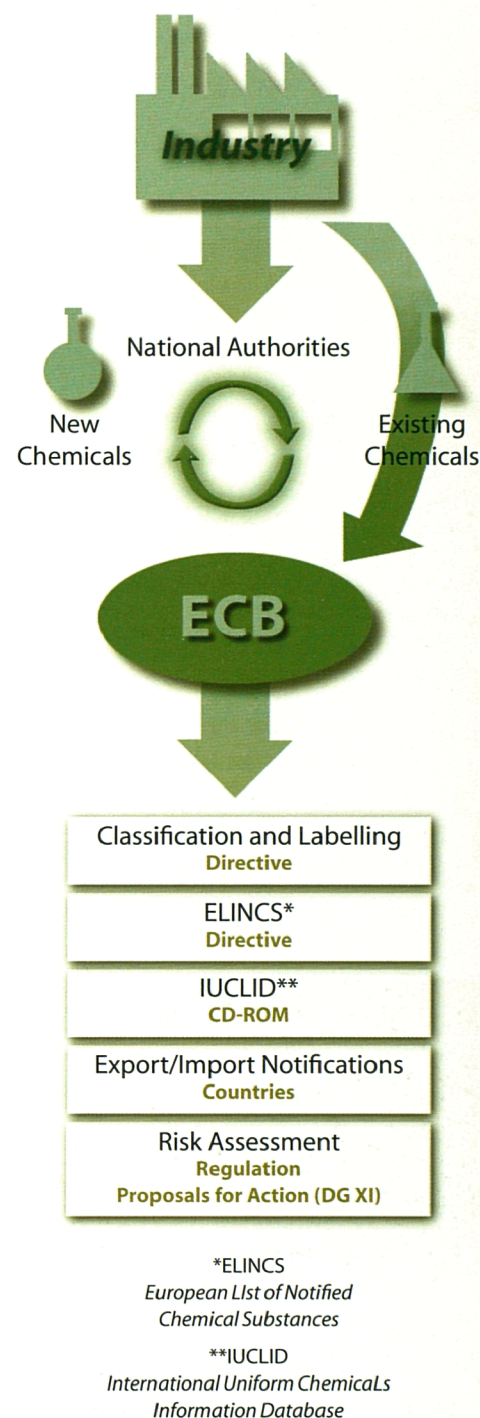 Industry
National Authorities
New
Chemicals
Existing
Chemicals
ECB
Classification and Labelling
Directive
ELINCS*
Directive
IUCLID**
CD-ROM
Export/Import Notifications
Countries
Risk Assessment
Regulation
Proposals for Action (DG XI)
*ELINCS
European LIst of Notified
Chemical Substances
**IUCLID
International Uniform ChemicaLs
Information Database